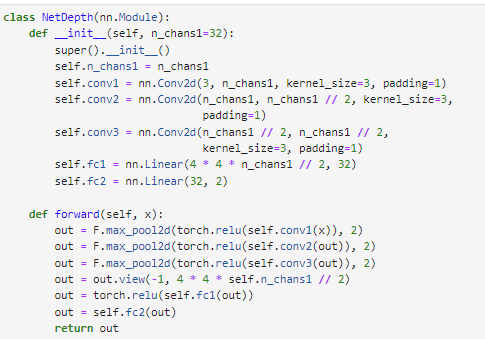 class NetDepth(nn.Module):
    def __init__(self, n_chans1=32):
        super().__init__()
        self.n_chans1 = n_chans1
        self.conv1 = nn.Conv2d(3, n_chans1, kernel_size=3, padding=1)
        self.conv2 = nn.Conv2d(n_chans1, n_chans1 // 2, kernel_size=3,
                               padding=1)
        self.conv3 = nn.Conv2d(n_chans1 // 2, n_chans1 // 2,
                               kernel_size=3, padding=1)
        self.fc1 = nn.Linear(4 * 4 * n_chans1 // 2, 32)
        self.fc2 = nn.Linear(32, 2)

    def forward(self, x):
        out = F.max_pool2d(torch.relu(self.conv1(x)), 2)
        out = F.max_pool2d(torch.relu(self.conv2(out)), 2)
        out = F.max_pool2d(torch.relu(self.conv3(out)), 2)
        out = out.view(-1, 4 * 4 * self.n_chans1 // 2)
        out = torch.relu(self.fc1(out))
        out = self.fc2(out)
        return out